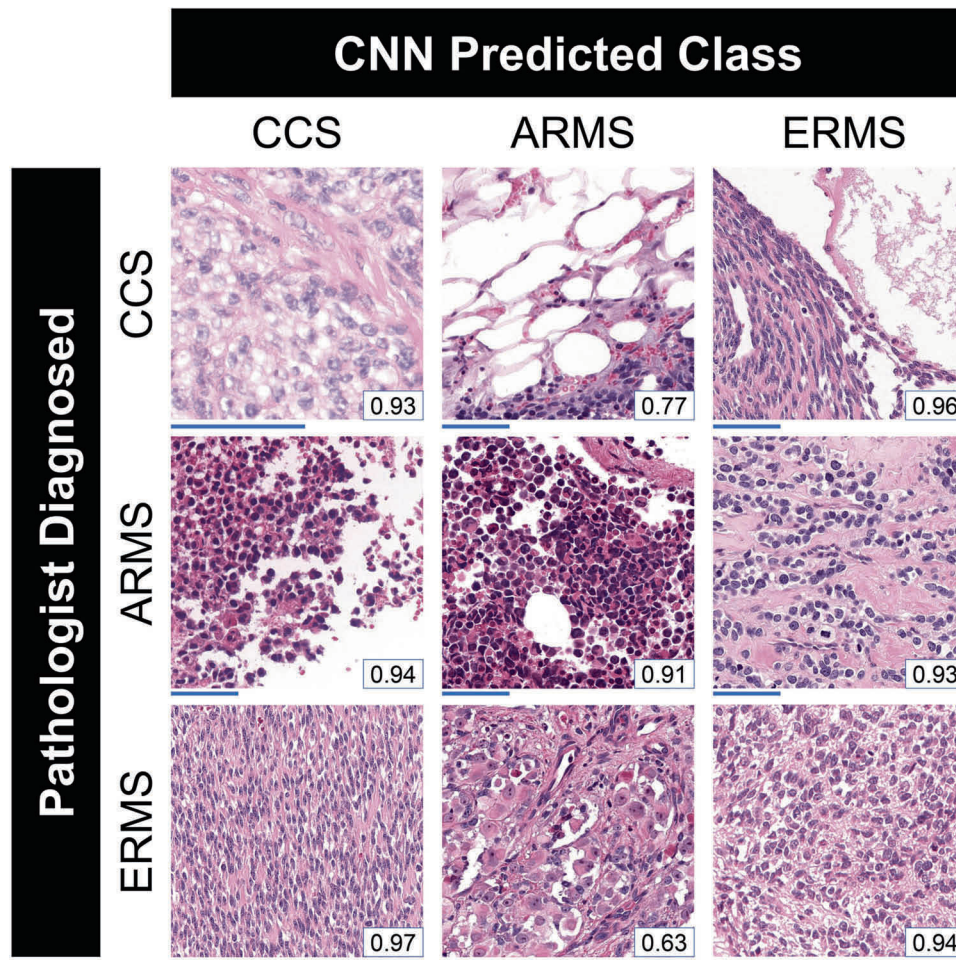 CNN Predicted Class
CCS ARMS ERMS
Pathologist Diagnosed
CCS
0.93 0.77 0.96
ARMS
0.94 0.91 0.93
ERMS
0.97 0.63 0.94